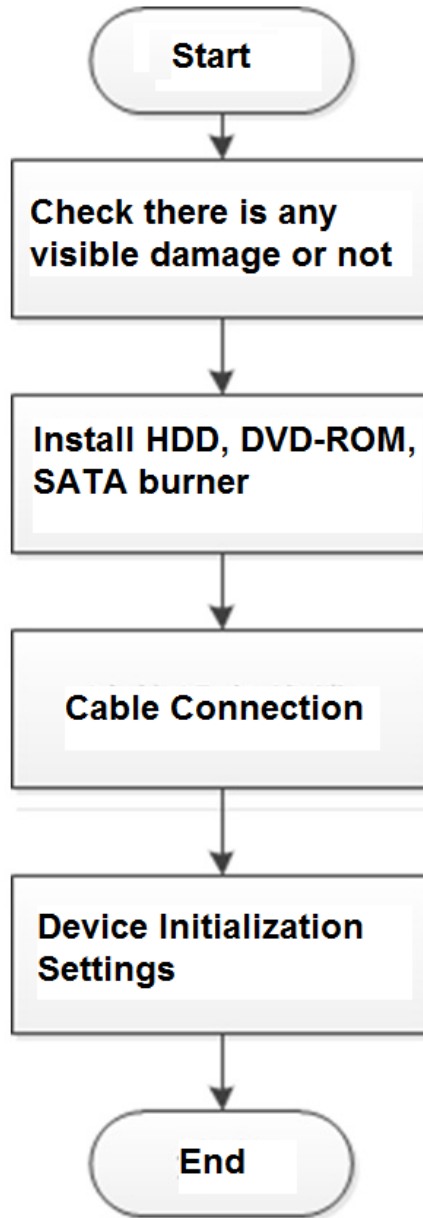 Start
Check there is any
visible damage or not
Install HDD, DVD-ROM,
SATA burner
Cable Connection
Device Initialization
Settings
End